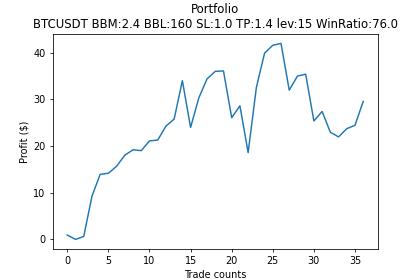 Portfolio
BTCUSDT BBM:2.4 BBL:160 SL:1.0 TP:1.4 lev:15 WinRatio:76.0
40
30
20
10
0
Profit ($)
0 5 10 15 20 25 30 35
Trade counts